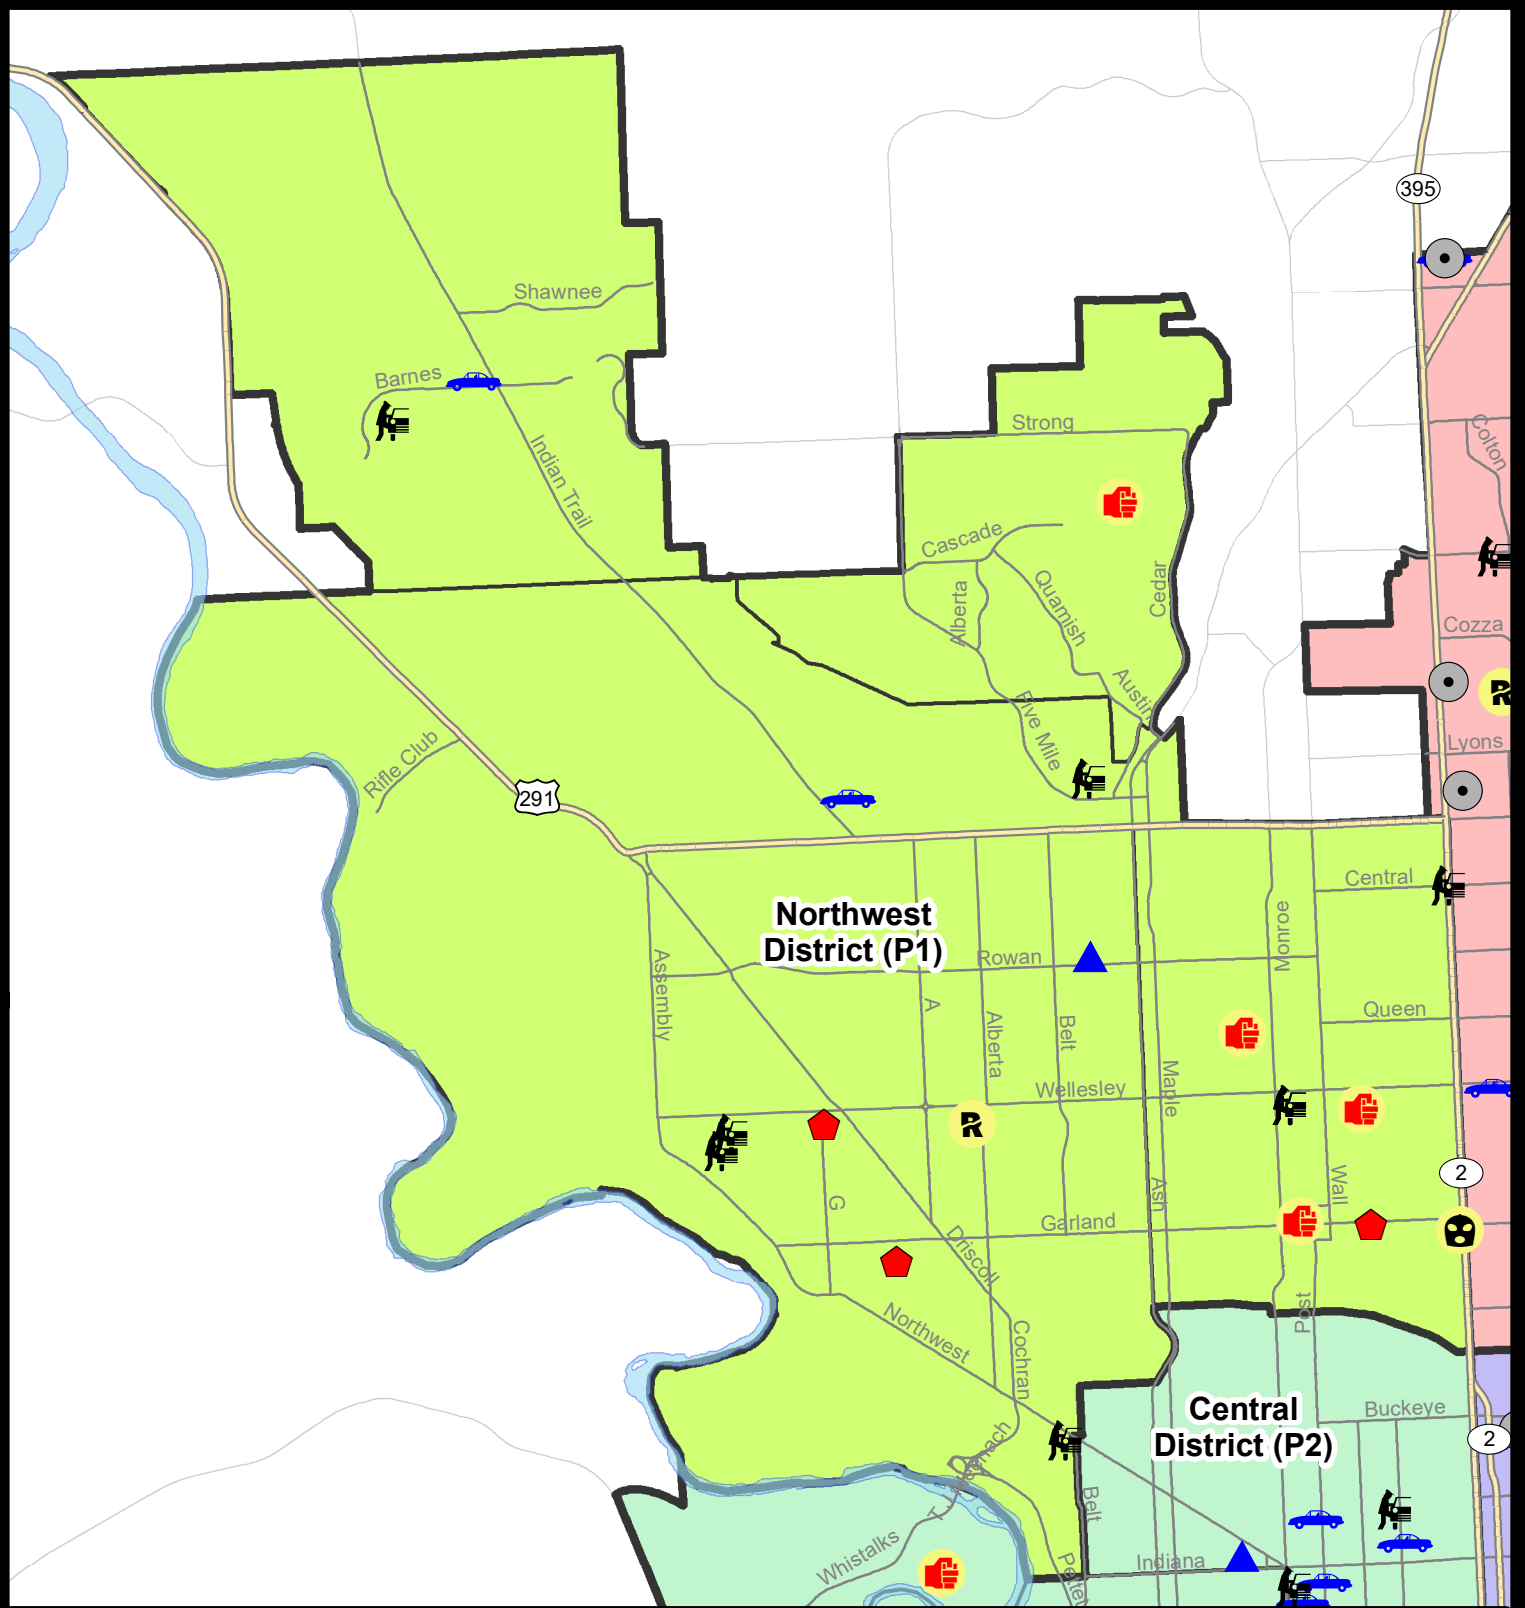 395
Shawnee
Barnes
Strong
Colton
Indian Trail
Cascade
Alberta
Quamish
Cedar
Cozza
Austin
Five Mile
Lyons
Rifle Club
291
Central
Northwest
District (P1)
Monroe
Rowan
Assembly
A
Alberta
Belt
Queen
Wellesley
Maple
R
R
2
Wall
Ash
G
Garland
Driscoll
Post
Northwest
Cochran
Central
District (P2)
Buckeye
2
Belt
Whistalks
Indiana
Pettet